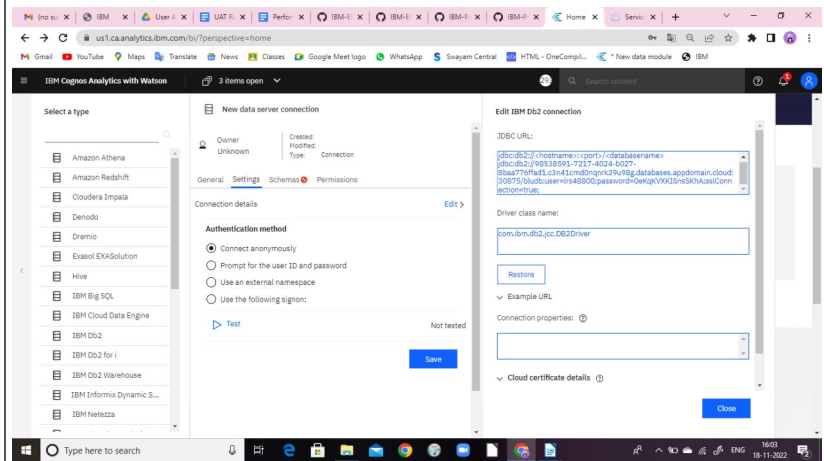 (no su
IBM
User A
UAT R
Perfor
IBM-E
IBM-E
IBM-P
IBM-P
Home
Servic
us1.ca.analytics.ibm.com/bi/?perspective=home
Gmail
YouTube
Maps
Translate
News
Classes
Google Meet logo
WhatsApp
Swayam Central
HTML - OneCompil...
* New data module
IBM
IBM Cognos Analytics with Watson
3 items open
Search content
Select a type
Amazon Athena
Amazon Redshift
Cloudera Impala
Denodo
Dremio
Exasol EXASolution
Hive
IBM Big SQL
IBM Cloud Data Engine
IBM Db2
IBM Db2 for i
IBM Db2 Warehouse
IBM Informix Dynamic S...
IBM Netezza
New data server connection
Owner
Unknown
Created:
Modified:
Type: Connection
General Settings Schemas Permissions
Connection details
Edit
Authentication method
Connect anonymously
Prompt for the user ID and password
Use an external namespace
Use the following signon:
Test
Not tested
Save
Edit IBM Db2 connection
JDBC URL:
jdbc:db2://<hostname>:<port>/<databasename>
jdbc:db2://98538591-7217-4024-b027-
8baa776ffad1.c3n41cmd0nqnrk39u98g.databases.appdomain.cloud:
30875/bludb:user=lrs48800;password=0eKqKVXKISnsSKhA;sslConn
ection=true;
Driver class name:
com.ibm.db2.jcc.DB2Driver
Restore
Example URL
Connection properties:
Cloud certificate details
Close
Type here to search
ENG
16:03
18-11-2022